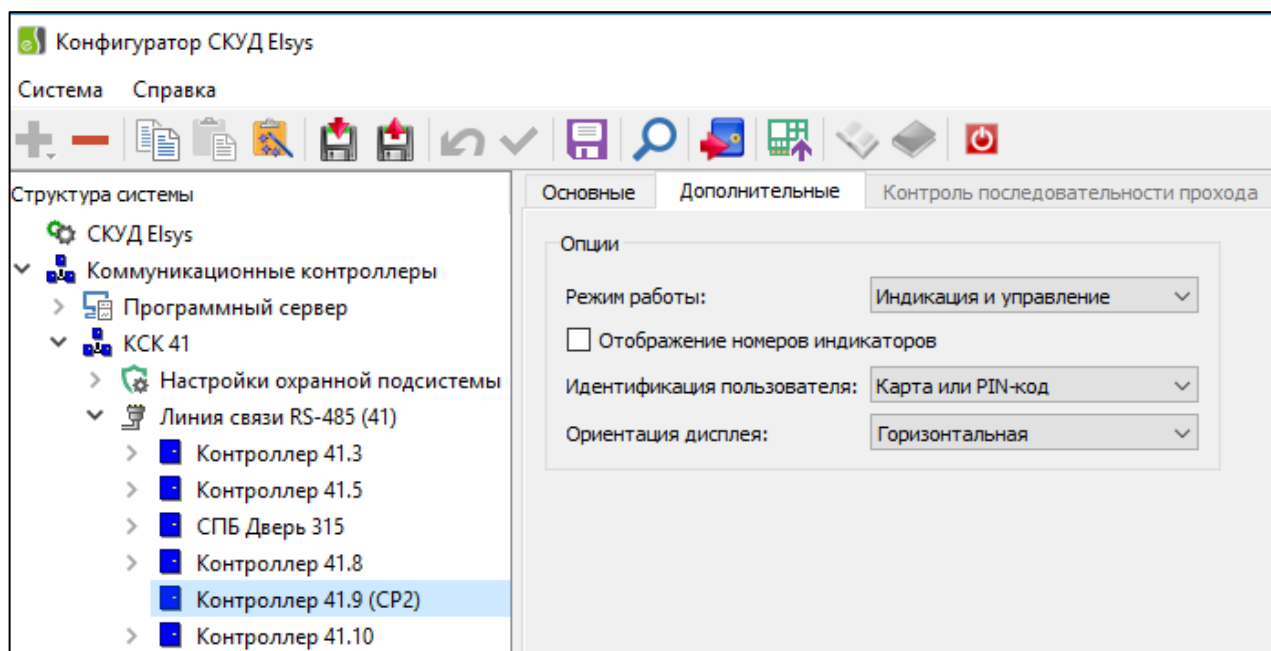 Конфигуратор СКУД Elsys
Система Справка
Структура системы
СКУД Elsys
Коммуникационные контроллеры
Программный сервер
КСК 41
Настройки охранной подсистемы
Линия связи RS-485 (41)
Контроллер 41.3
Контроллер 41.5
СПБ Дверь 315
Контроллер 41.8
Контроллер 41.9 (CP2)
Контроллер 41.10
Основные Дополнительные Контроль последовательности прохода
Опции
Режим работы: Индикация и управление
Отображение номеров индикаторов
Идентификация пользователя: Карта или PIN-код
Ориентация дисплея: Горизонтальная